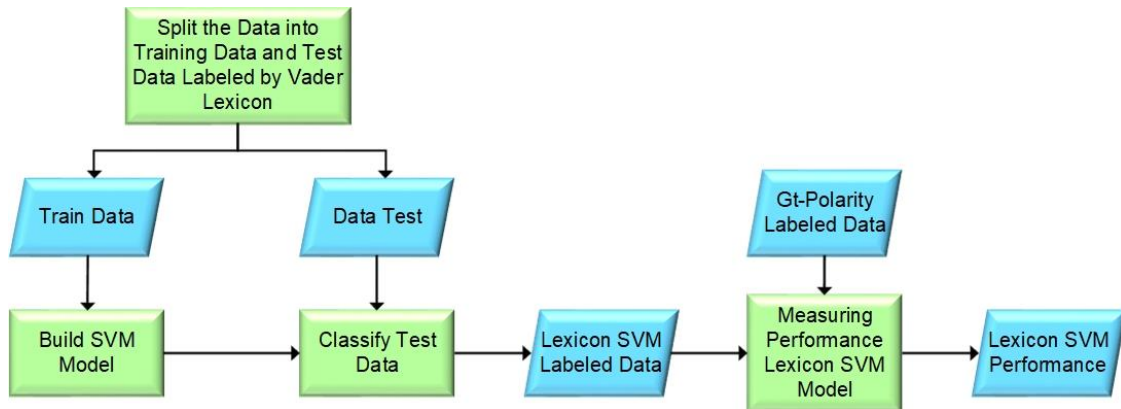 Split the Data into
Training Data and Test
Data Labeled by Vader
Lexicon
Train Data
Data Test
Gt-Polarity
Labeled Data
Build SVM
Model
Classify Test
Data
Lexicon SVM
Labeled Data
Measuring
Performance
Lexicon SVM
Model
Lexicon SVM
Performance